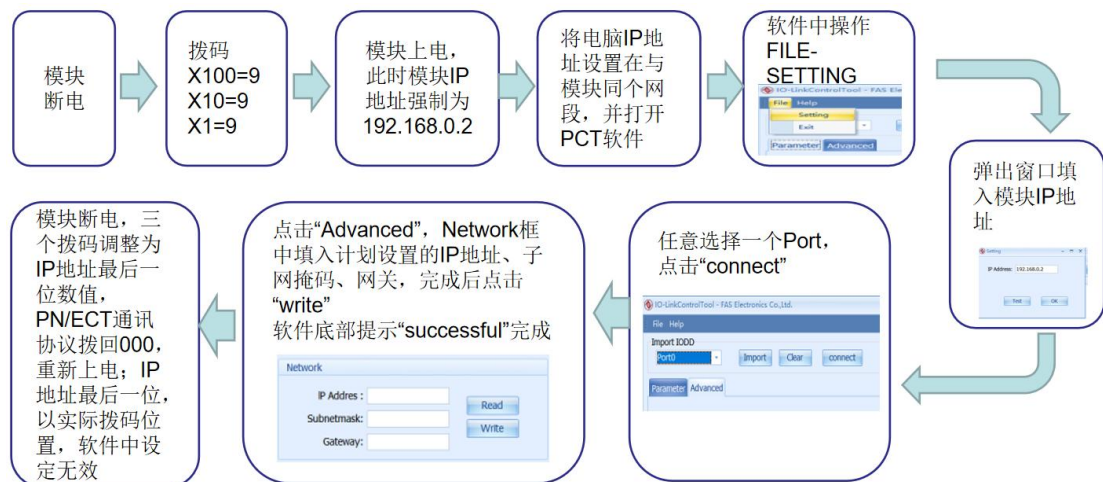 模块
断电
拨码
X100=9
X10=9
X1=9
模块上电，
此时模块IP
地址强制为
192.168.0.2
将电脑IP地
址设置在与
模块同个网
段，并打开
PCT软件
软件中操作
FILE-
SETTING
IO-LinkControlTool - FAS Ele
File Help
Setting
Exit
Parameter Advanced
弹出窗口填
入模块IP地
址
Setting
IP Address: 192.168.0.2
Test OK
任意选择一个Port，
点击“connect”
IO-LinkControlTool - FAS Electronics Co.,Ltd.
File Help
Import IODD
Port0 Import Clear connect
Parameter Advanced
点击“Advanced”，Network框
中填入计划设置的IP地址、子
网掩码、网关，完成后点击
“write”
软件底部提示“successful”完成
Network
IP Addres :
Read
Subnetmask:
Write
Gateway:
模块断电，三
个拨码调整为
IP地址最后一
位数值，
PN/ECT通讯
协议拨回000，
重新上电；IP
地址最后一位，
以实际拨码位
置，软件中设
定无效